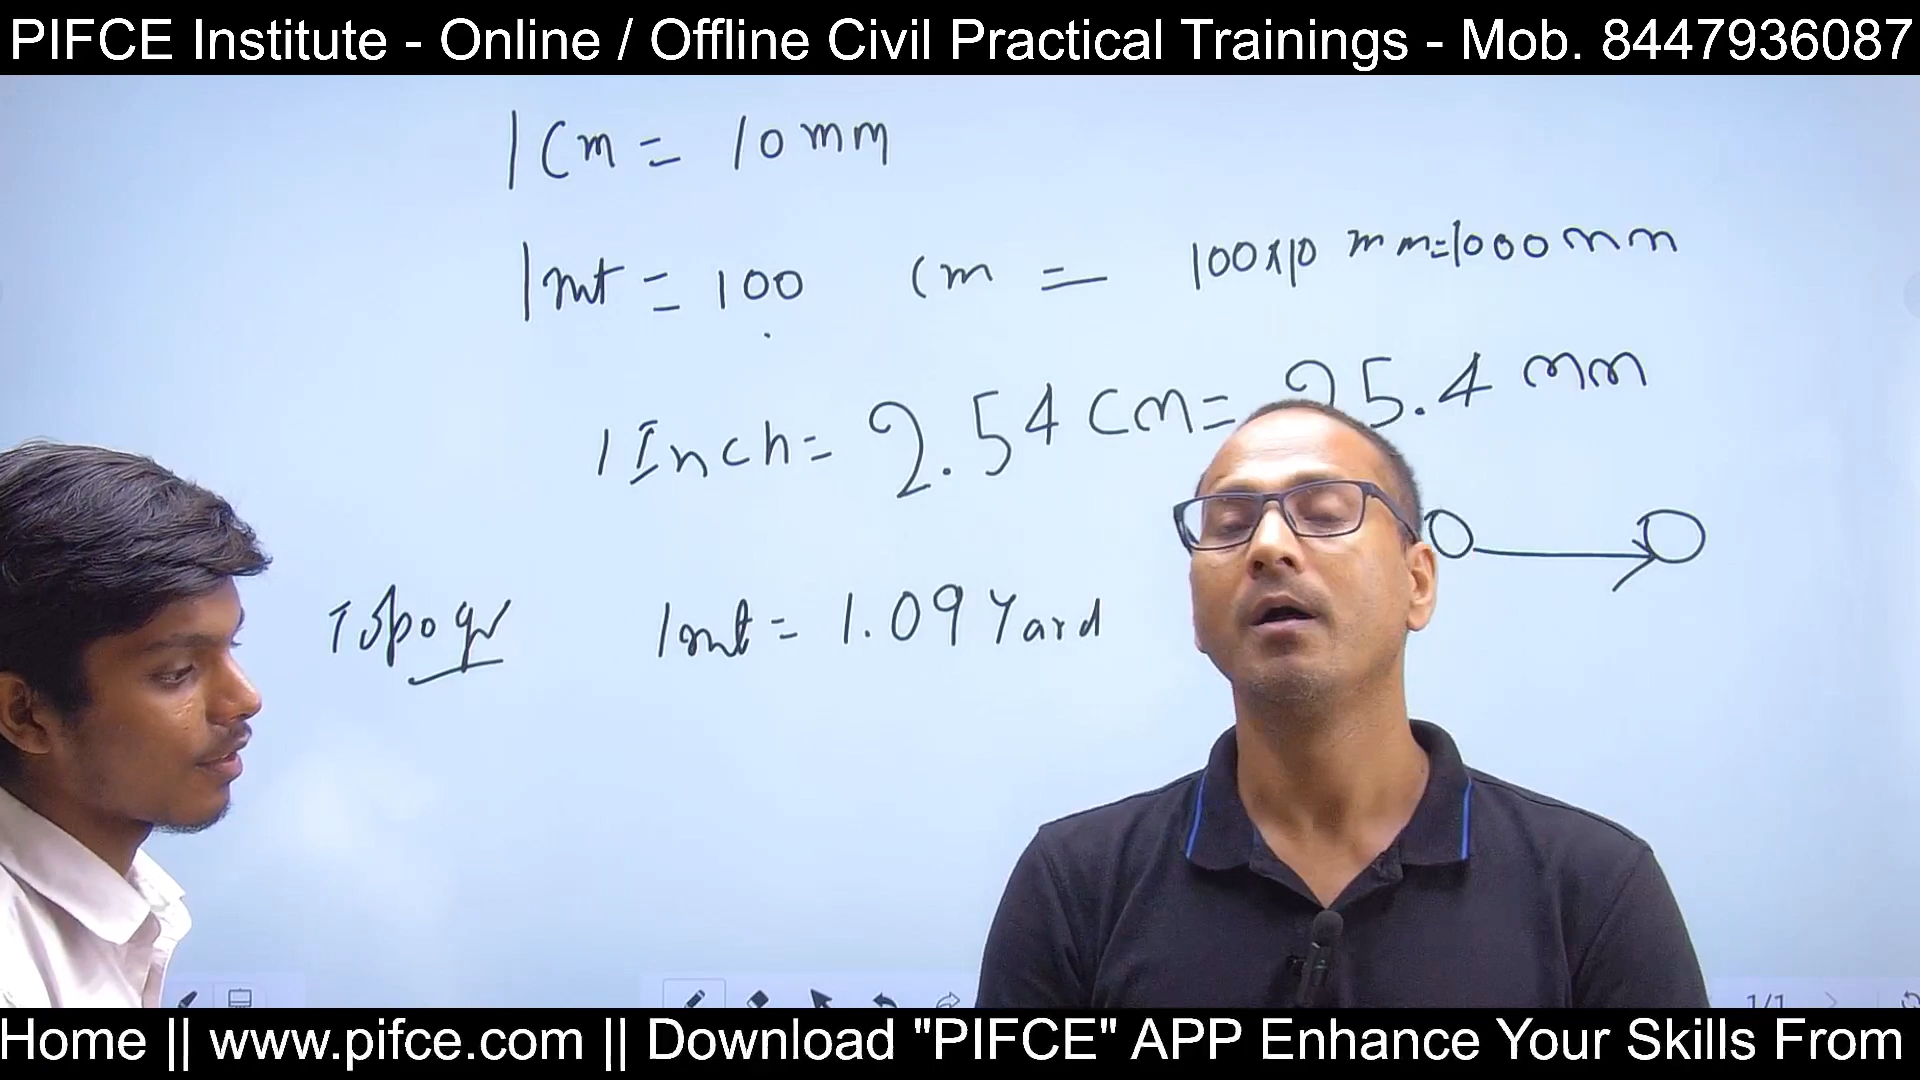 PIFCE Institute - Online / Offline Civil Practical Trainings - Mob. 8447936087
1 Cm = 10 mm
1 mt = 100 cm = 100x10 mm=1000 mm
1 Inch = 2.54 Cm = 25.4 mm
1 mt = 1.09 Yard
1/1
Home || www.pifce.com || Download "PIFCE" APP Enhance Your Skills From